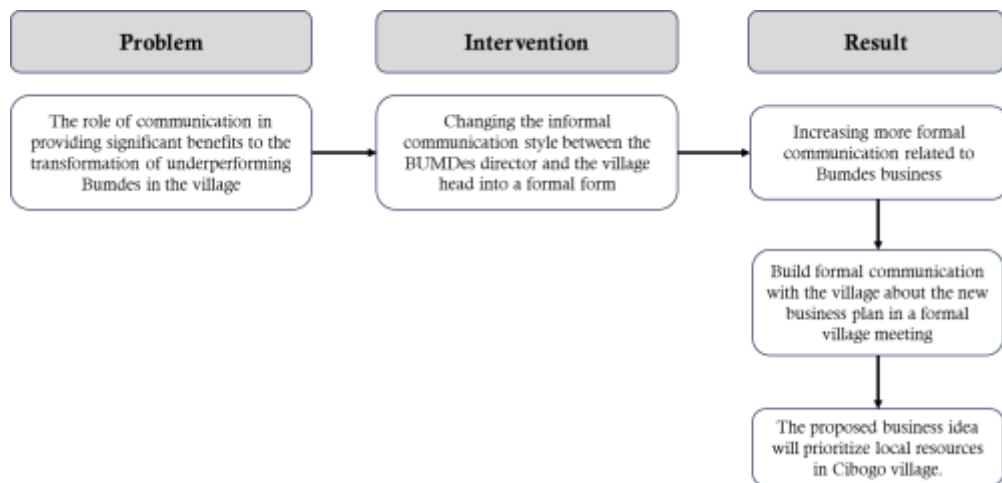 Problem
Intervention
Result
The role of communication in
providing significant benefits to the
transformation of underperforming
Bumdes in the village
Changing the informal
communication style between the
BUMDes director and the village
head into a formal form
Increasing more formal
communication related to
Bumdes business
Build formal communication
with the village about the new
business plan in a formal
village meeting
The proposed business idea
will prioritize local resources
in Cibogo village.